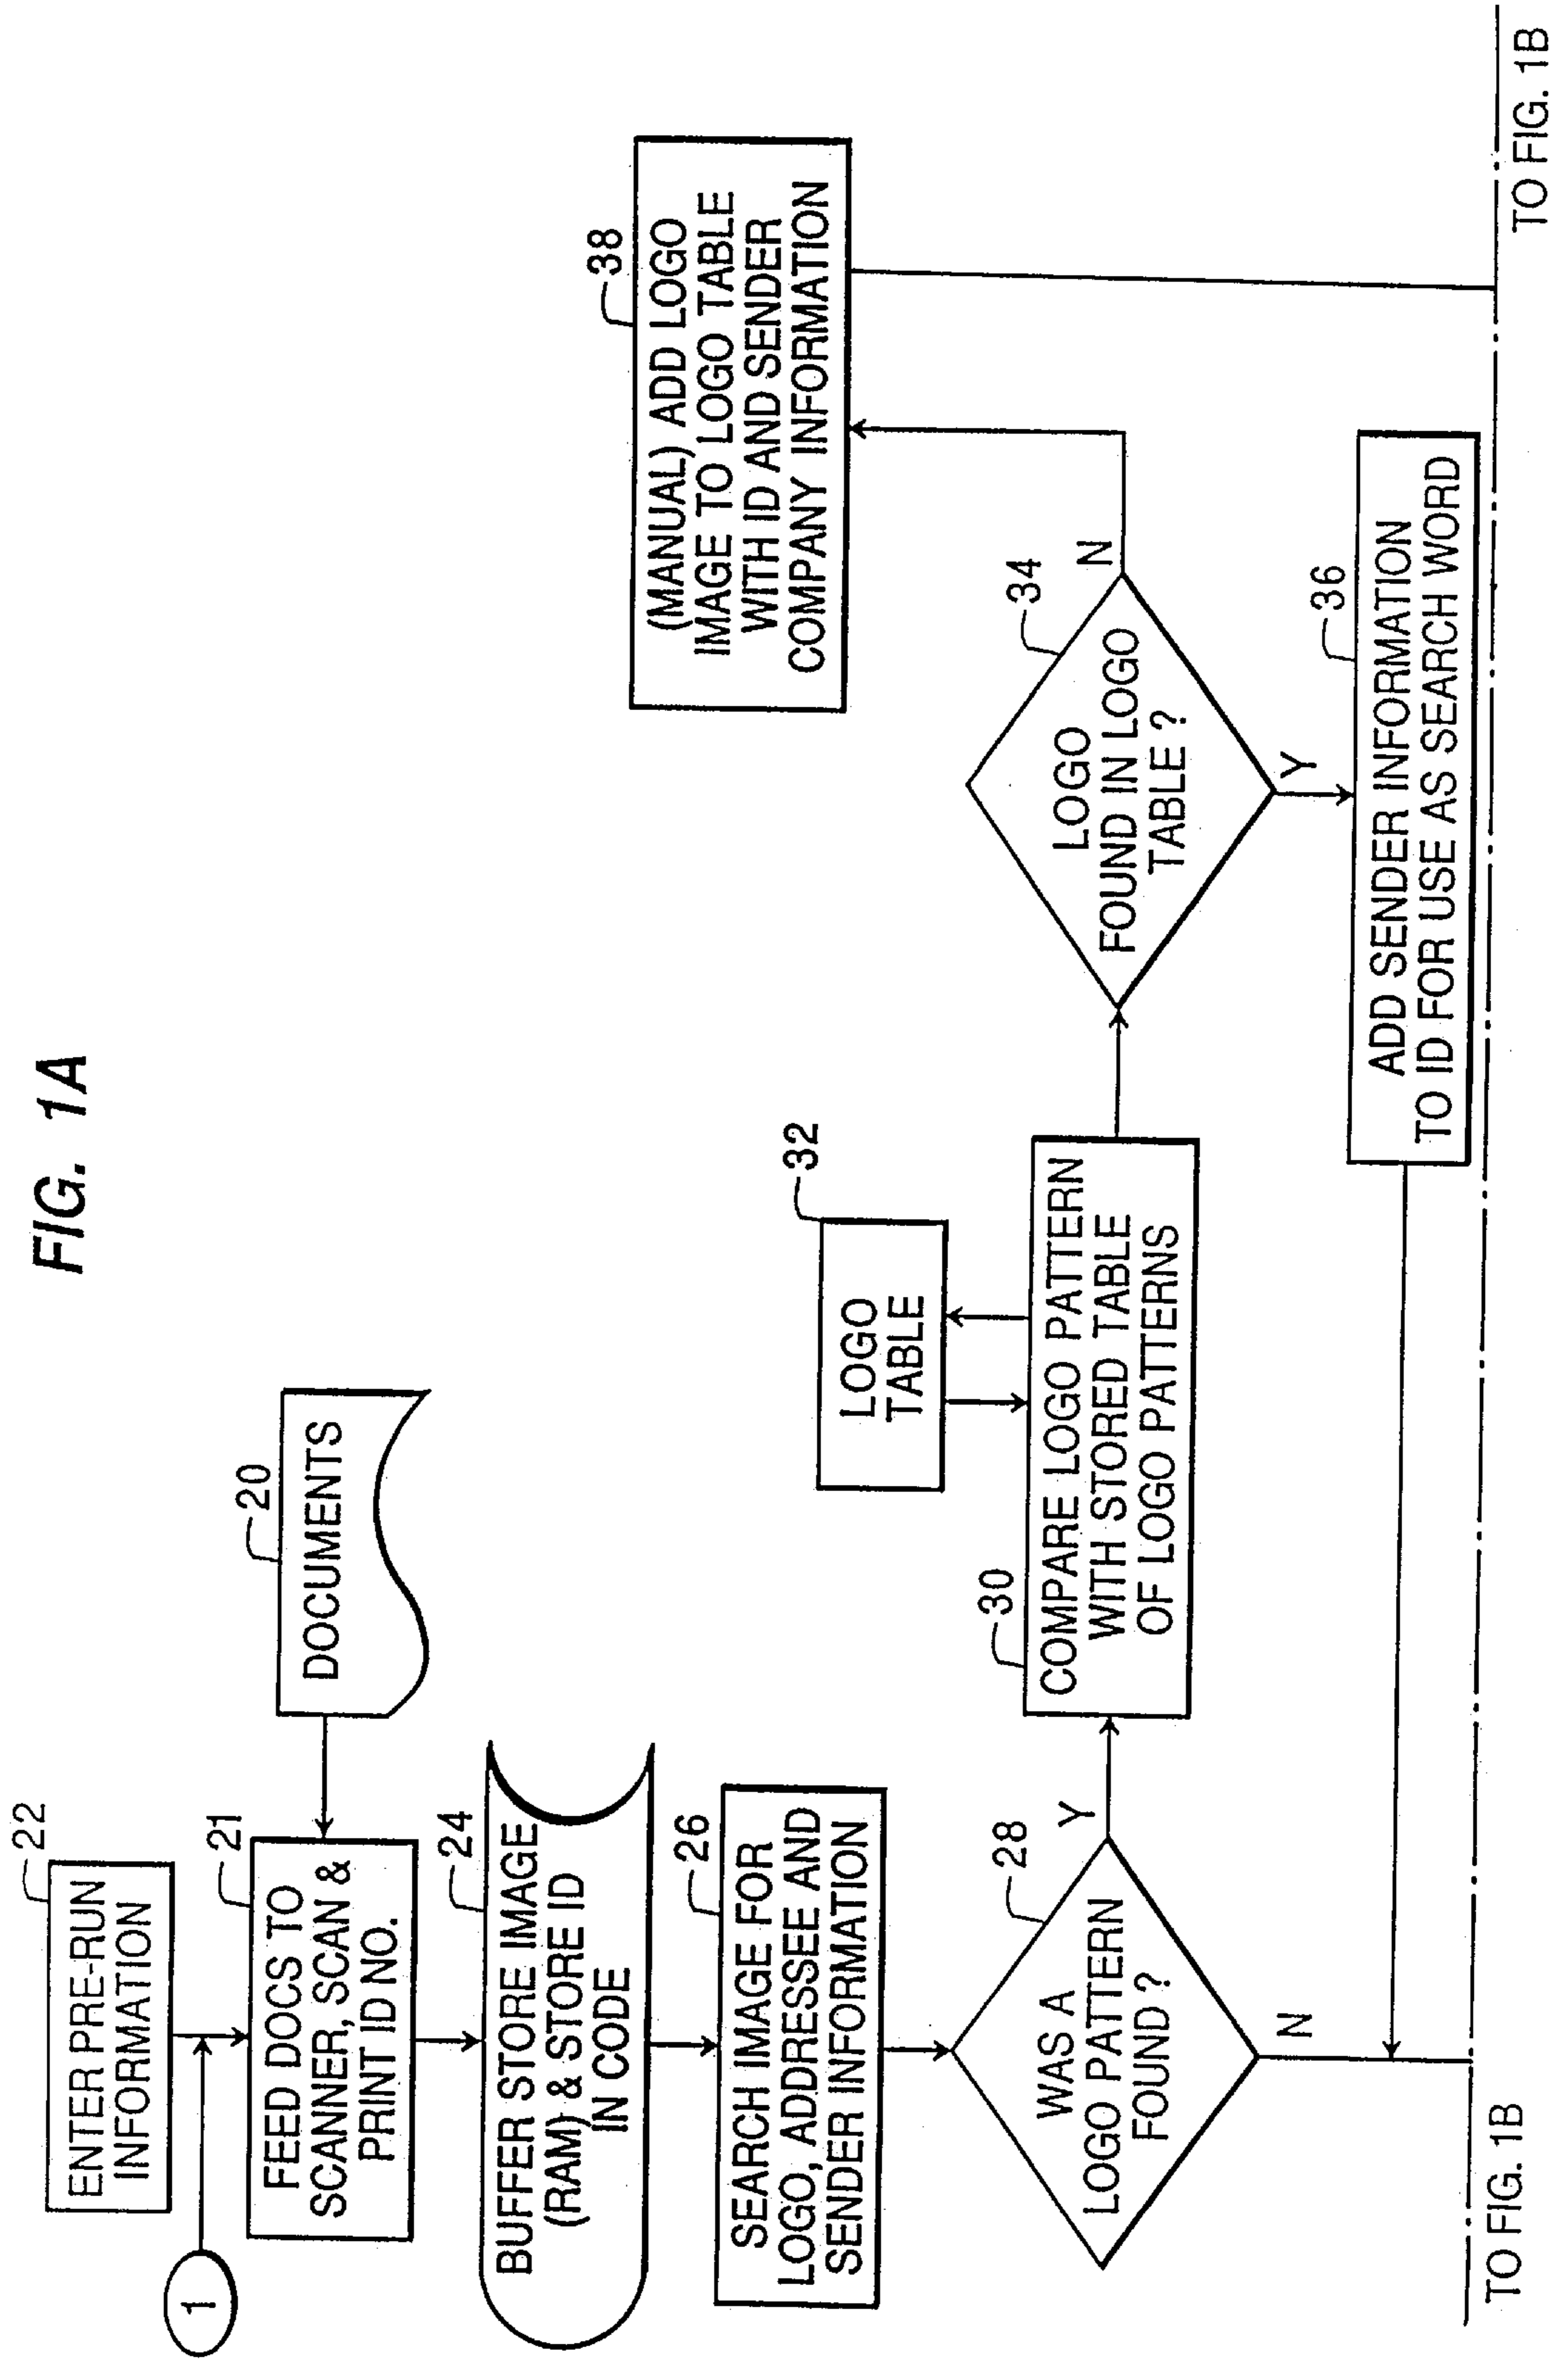 FIG. 1A
22
ENTER PRE-RUN
INFORMATION
1
21
FEED DOCS TO
SCANNER, SCAN &
PRINT ID NO.
20
DOCUMENTS
24
BUFFER STORE IMAGE
(RAM) & STORE ID
IN CODE
26
SEARCH IMAGE FOR
LOGO, ADDRESSEE AND
SENDER INFORMATION
28
WAS A
LOGO PATTERN
FOUND ?
Y
N
30
COMPARE LOGO PATTERN
WITH STORED TABLE
OF LOGO PATTERNS
32
LOGO
TABLE
34
LOGO
FOUND IN LOGO
TABLE ?
N
Y
38
(MANUAL) ADD LOGO
IMAGE TO LOGO TABLE
WITH ID AND SENDER
COMPANY INFORMATION
36
ADD SENDER INFORMATION
TO ID FOR USE AS SEARCH WORD
TO FIG. 1B
TO FIG. 1B